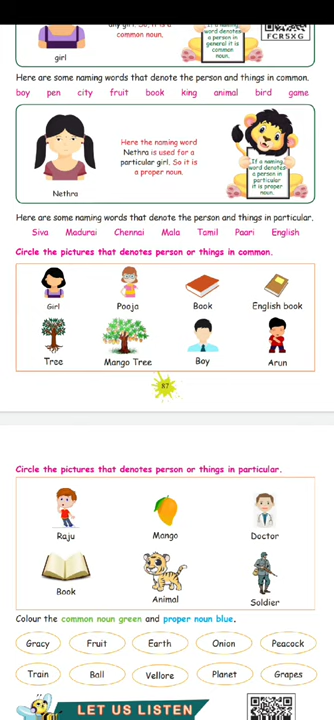 any girl. So, it is a
common noun.
If a naming
word denotes
a person in
general it is
common
noun.
FCRSXG
girl
Here are some naming words that denote the person and things in common.
boy pen city fruit book king animal bird game
Here the naming word
Nethra is used for a
particular girl. So it is
a proper noun.
If a naming
word denotes
a person in
particular
it is proper
noun.
Nethra
Here are some naming words that denote the person and things in particular.
Siva Madurai Chennai Mala Tamil Paari English
Circle the pictures that denotes person or things in common.
Girl Pooja Book English book
Tree Mango Tree Boy Arun
87
Circle the pictures that denotes person or things in particular.
Raju Mango Doctor
Book Animal Soldier
Colour the common noun green and proper noun blue.
Gracy Fruit Earth Onion Peacock
Train Ball Vellore Planet Grapes
LET US LISTEN